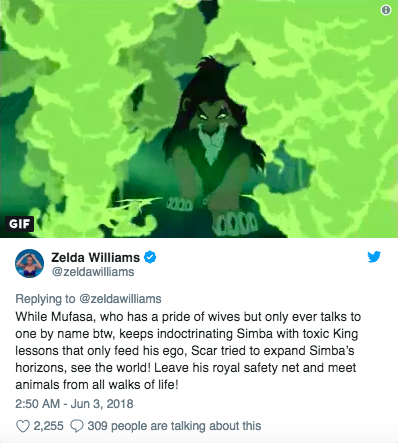 GIF
Zelda Williams
@zeldawilliams
Replying to @zeldawilliams
While Mufasa, who has a pride of wives but only ever talks to
one by name btw, keeps indoctrinating Simba with toxic King
lessons that only feed his ego, Scar tried to expand Simba's
horizons, see the world! Leave his royal safety net and meet
animals from all walks of life!
2:50 AM - Jun 3, 2018
2,255 309 people are talking about this